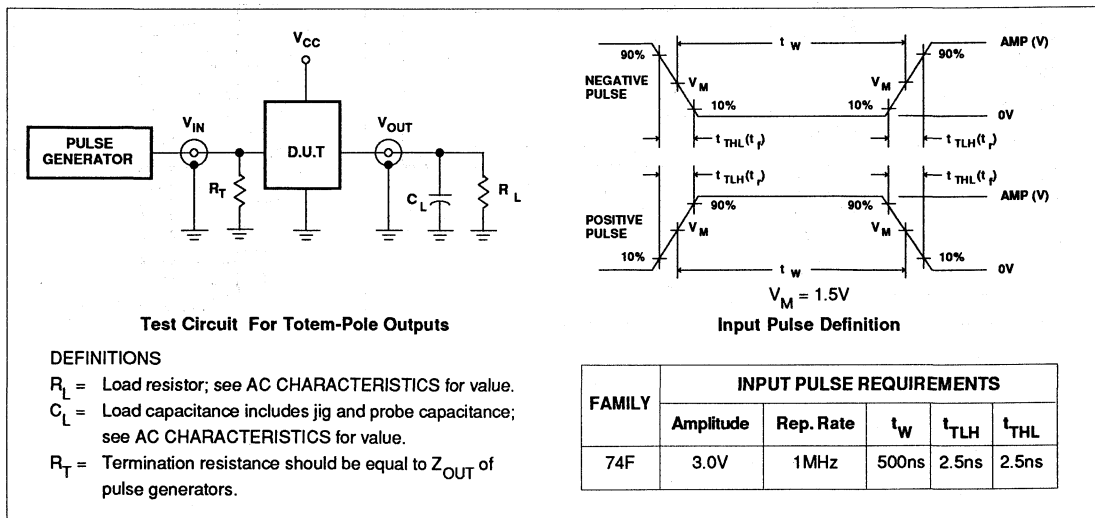 VCC
PULSE GENERATOR
VIN
RT
D.U.T
VOUT
CL
RL
Test Circuit For Totem-Pole Outputs
DEFINITIONS
RL = Load resistor; see AC CHARACTERISTICS for value.
CL = Load capacitance includes jig and probe capacitance;
see AC CHARACTERISTICS for value.
RT = Termination resistance should be equal to ZOUT of
pulse generators.
tW
AMP (V)
90%
90%
NEGATIVE
PULSE
VM
VM
10%
10%
0V
tTHL(tf)
tTLH(tr)
tTLH(tr)
tTHL(tf)
AMP (V)
90%
90%
POSITIVE
PULSE
VM
VM
10%
10%
tW
0V
VM = 1.5V
Input Pulse Definition
FAMILY
INPUT PULSE REQUIREMENTS
Amplitude Rep. Rate tW tTLH tTHL
74F 3.0V 1MHz 500ns 2.5ns 2.5ns